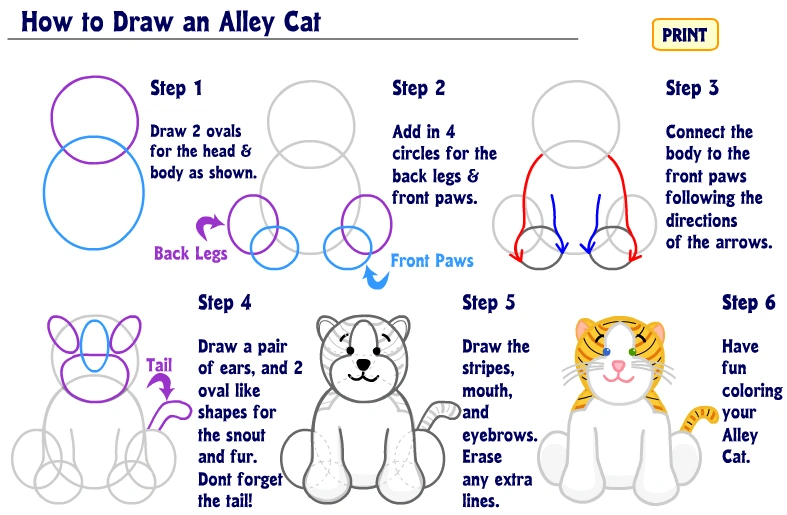 How to Draw an Alley Cat
PRINT
Step 1
Draw 2 ovals
for the head &
body as shown.
Step 2
Add in 4
circles for the
back legs &
front paws.
Back Legs
Front Paws
Step 3
Connect the
body to the
front paws
following the
directions
of the arrows.
Step 4
Draw a pair
of ears, and 2
oval like
shapes for
the snout
and fur.
Dont forget
the tail!
Tail
Step 5
Draw the
stripes,
mouth,
and
eyebrows.
Erase
any extra
lines.
Step 6
Have
fun
coloring
your
Alley
Cat.